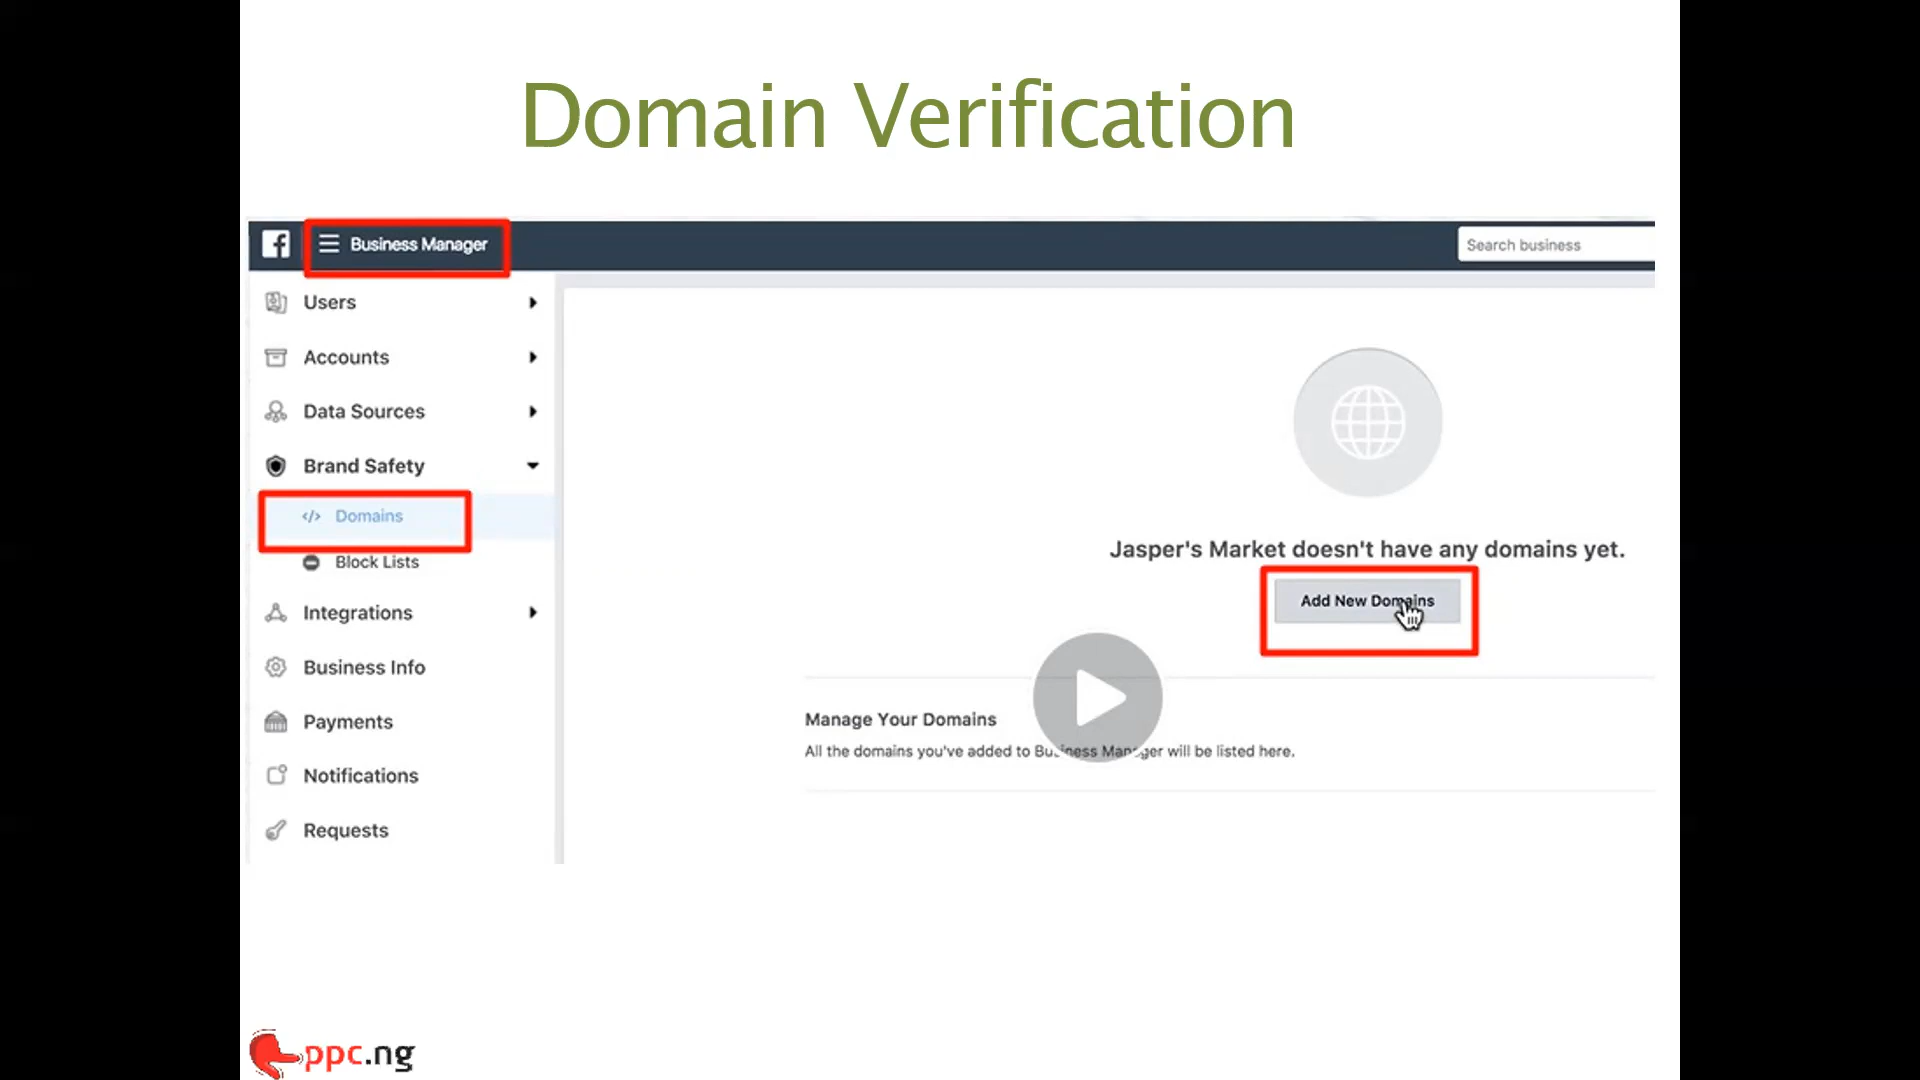 Domain Verification
Business Manager
Search business
Users
Accounts
Data Sources
Brand Safety
</> Domains
Block Lists
Integrations
Business Info
Payments
Notifications
Requests
Jasper's Market doesn't have any domains yet.
Add New Domains
Manage Your Domains
All the domains you've added to Business Manager will be listed here.
ppc.ng